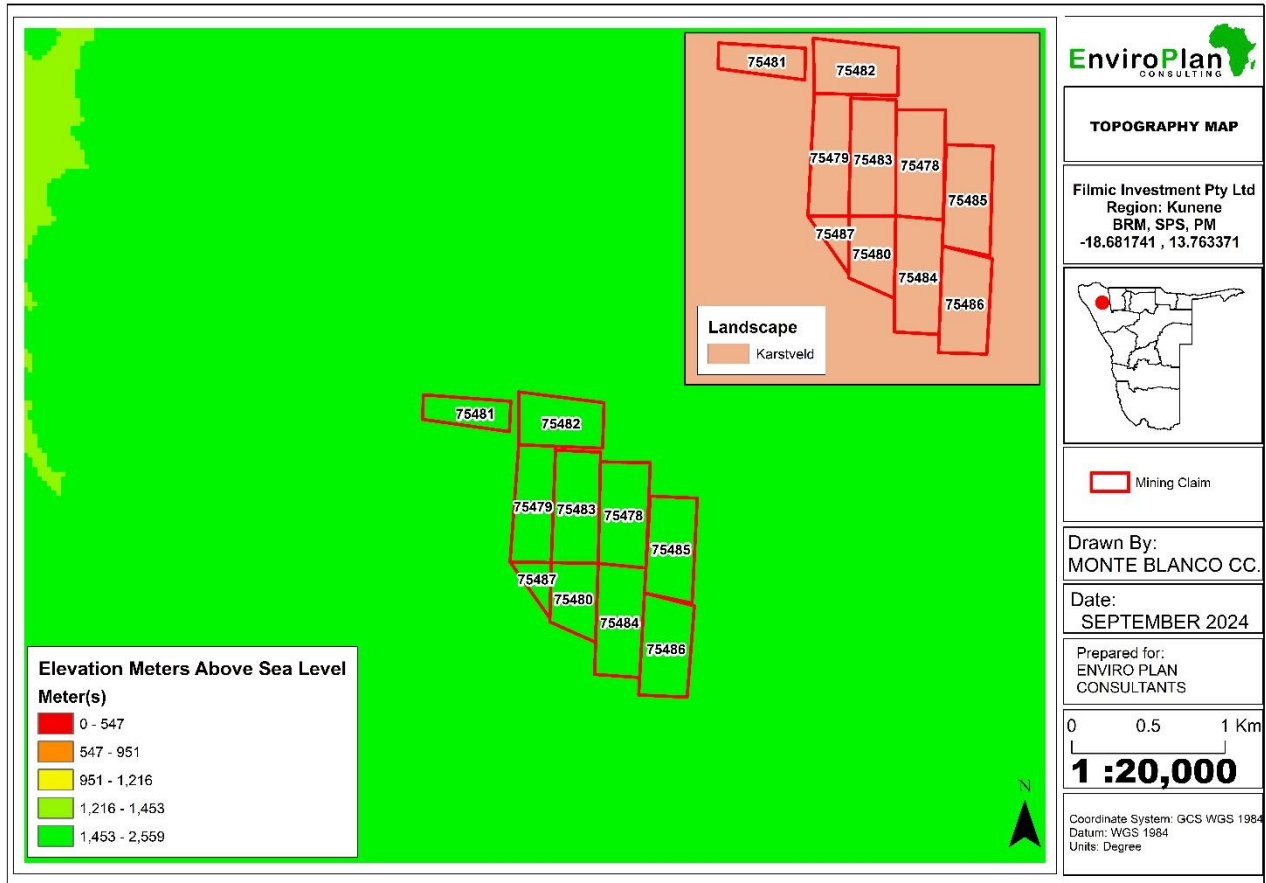 75481
75482
75479
75483
75478
75485
75487
75480
75484
75486
Landscape
Karstveld
75481
75482
75479
75483
75478
75485
75487
75480
75484
75486
Elevation Meters Above Sea Level
Meter(s)
0 - 547
547 - 951
951 - 1,216
1,216 - 1,453
1,453 - 2,559
N
EnviroPlan
CONSULTING
TOPOGRAPHY MAP
Filmic Investment Pty Ltd
Region: Kunene
BRM, SPS, PM
-18.681741 , 13.763371
Mining Claim
Drawn By:
MONTE BLANCO CC.
Date:
SEPTEMBER 2024
Prepared for:
ENVIRO PLAN
CONSULTANTS
0 0.5 1 Km
1 :20,000
Coordinate System: GCS WGS 1984
Datum: WGS 1984
Units: Degree